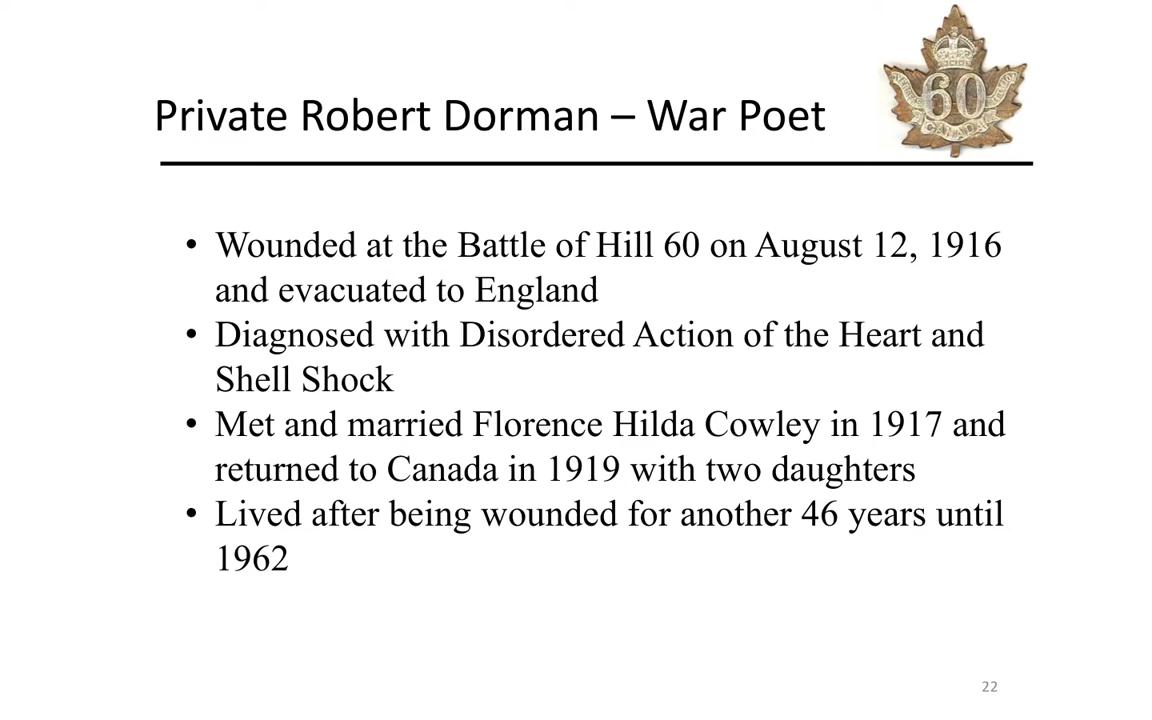 Private Robert Dorman – War Poet
60
CANADA
• Wounded at the Battle of Hill 60 on August 12, 1916
and evacuated to England
• Diagnosed with Disordered Action of the Heart and
Shell Shock
• Met and married Florence Hilda Cowley in 1917 and
returned to Canada in 1919 with two daughters
• Lived after being wounded for another 46 years until
1962
22